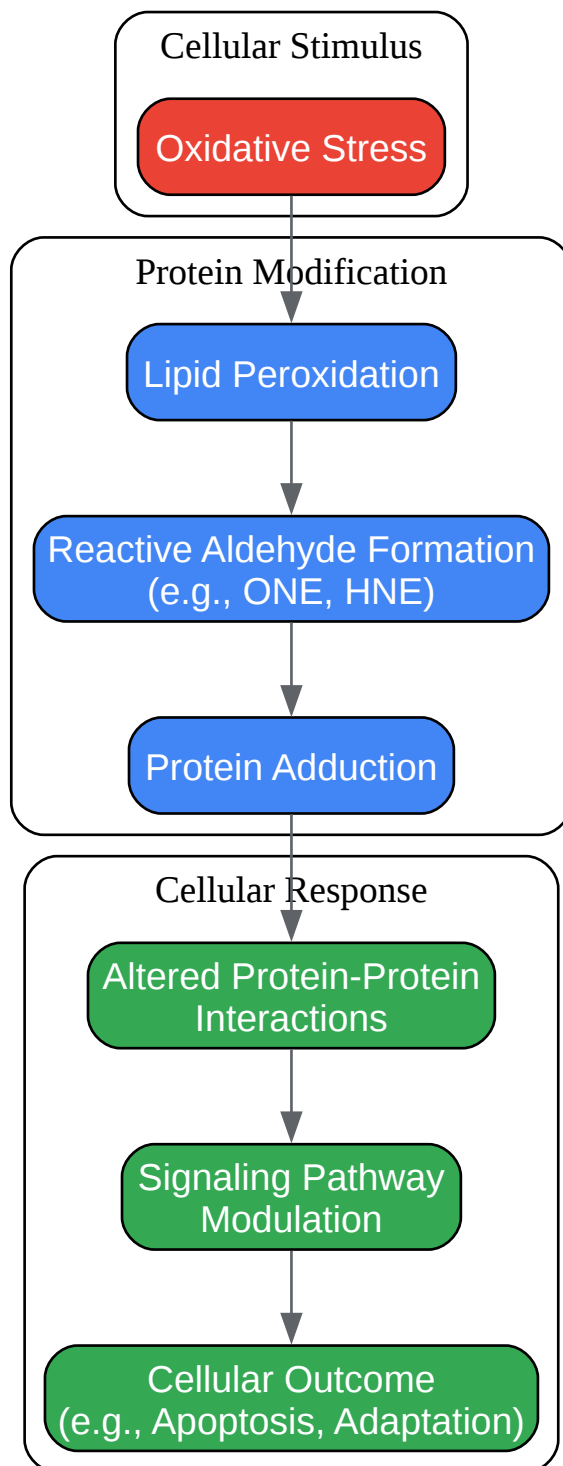 Cellular Stimulus
Oxidative Stress
Protein Modification
Lipid Peroxidation
Reactive Aldehyde Formation
(e.g., ONE, HNE)
Protein Adduction
Cellular Response
Altered Protein-Protein
Interactions
Signaling Pathway
Modulation
Cellular Outcome
(e.g., Apoptosis, Adaptation)